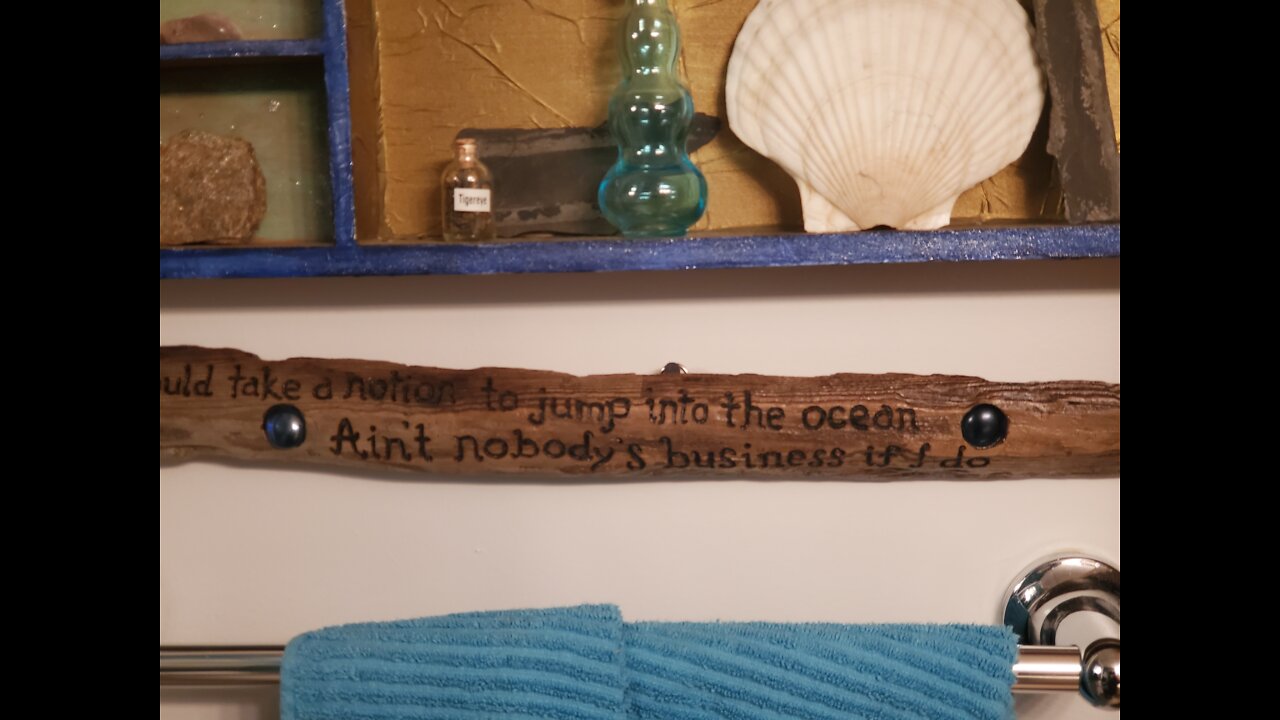 Tigereye
uld take a notion to jump into the ocean
Ain't nobody's business if I do